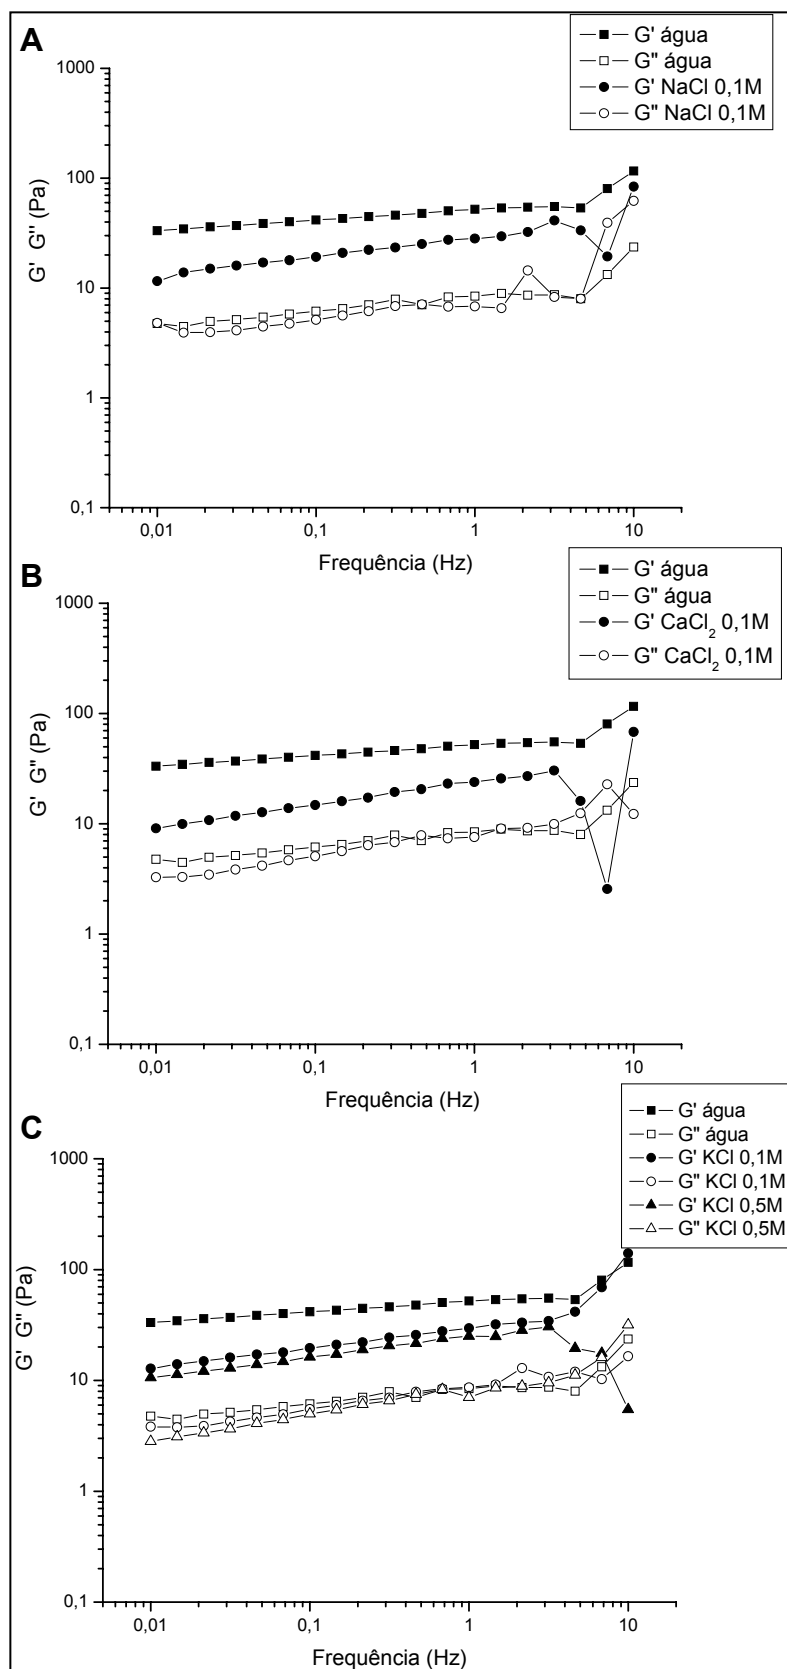 A
G' água
G" água
G' NaCl 0,1M
G" NaCl 0,1M
1000
100
10
1
0,1
G' G" (Pa)
0,01 0,1 1 10
Frequência (Hz)
B
G' água
G" água
G' CaCl2 0,1M
G" CaCl2 0,1M
1000
100
10
1
0,1
G' G" (Pa)
0,01 0,1 1 10
Frequência (Hz)
C
G' água
G" água
G' KCl 0,1M
G" KCl 0,1M
G' KCl 0,5M
G" KCl 0,5M
1000
100
10
1
0,1
G' G" (Pa)
0,01 0,1 1 10
Frequência (Hz)